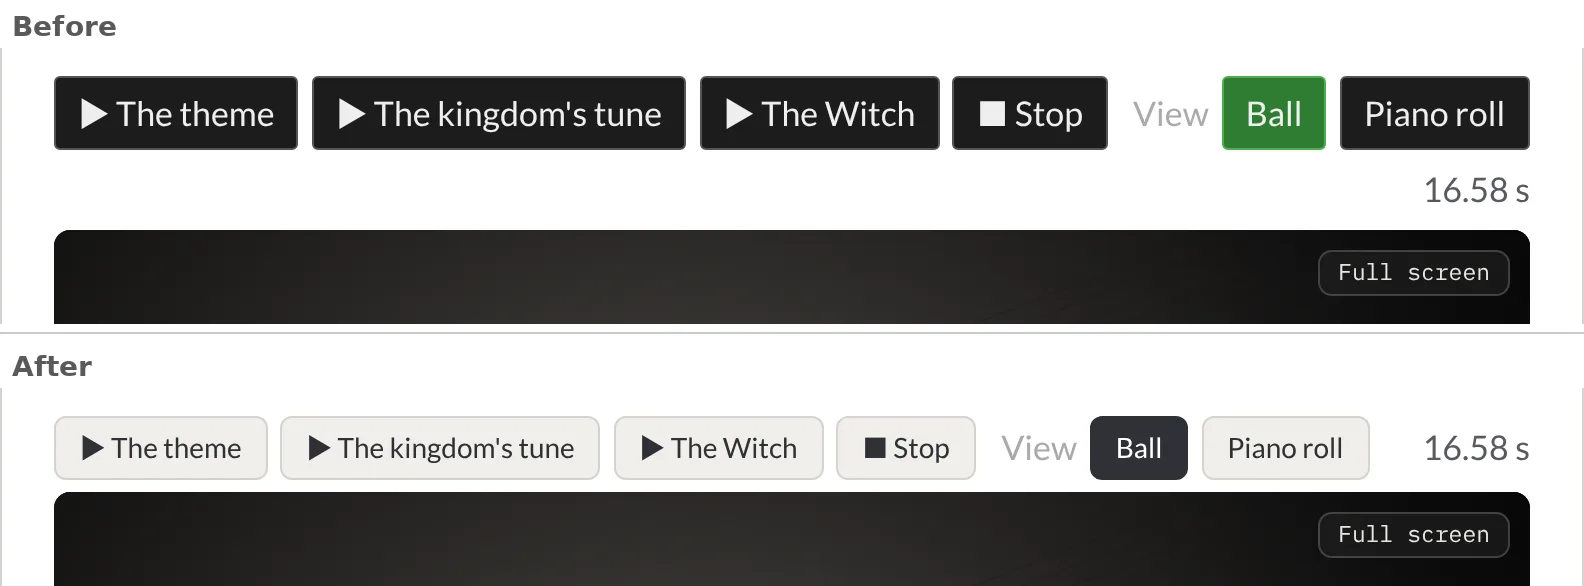 Before
▶ The theme ▶ The kingdom's tune ▶ The Witch ■ Stop View Ball Piano roll
16.58 s
Full screen
After
▶ The theme ▶ The kingdom's tune ▶ The Witch ■ Stop View Ball Piano roll 16.58 s
Full screen